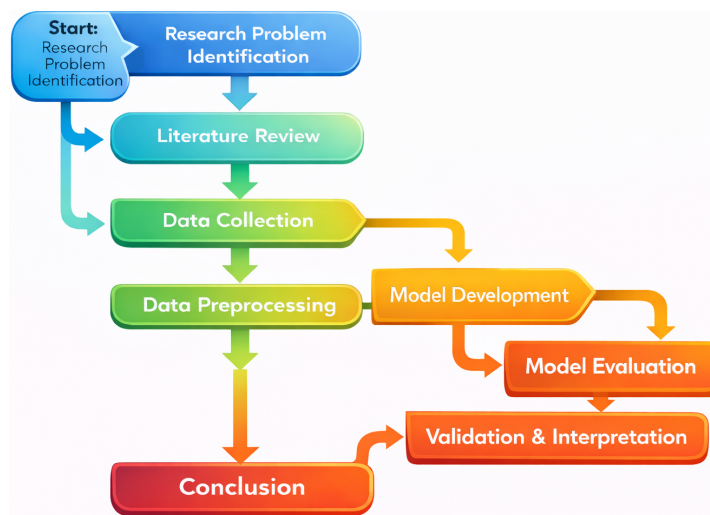 Start:
Research
Problem
Identification
Research Problem
Identification
Literature Review
Data Collection
Data Preprocessing
Model Development
Model Evaluation
Validation & Interpretation
Conclusion